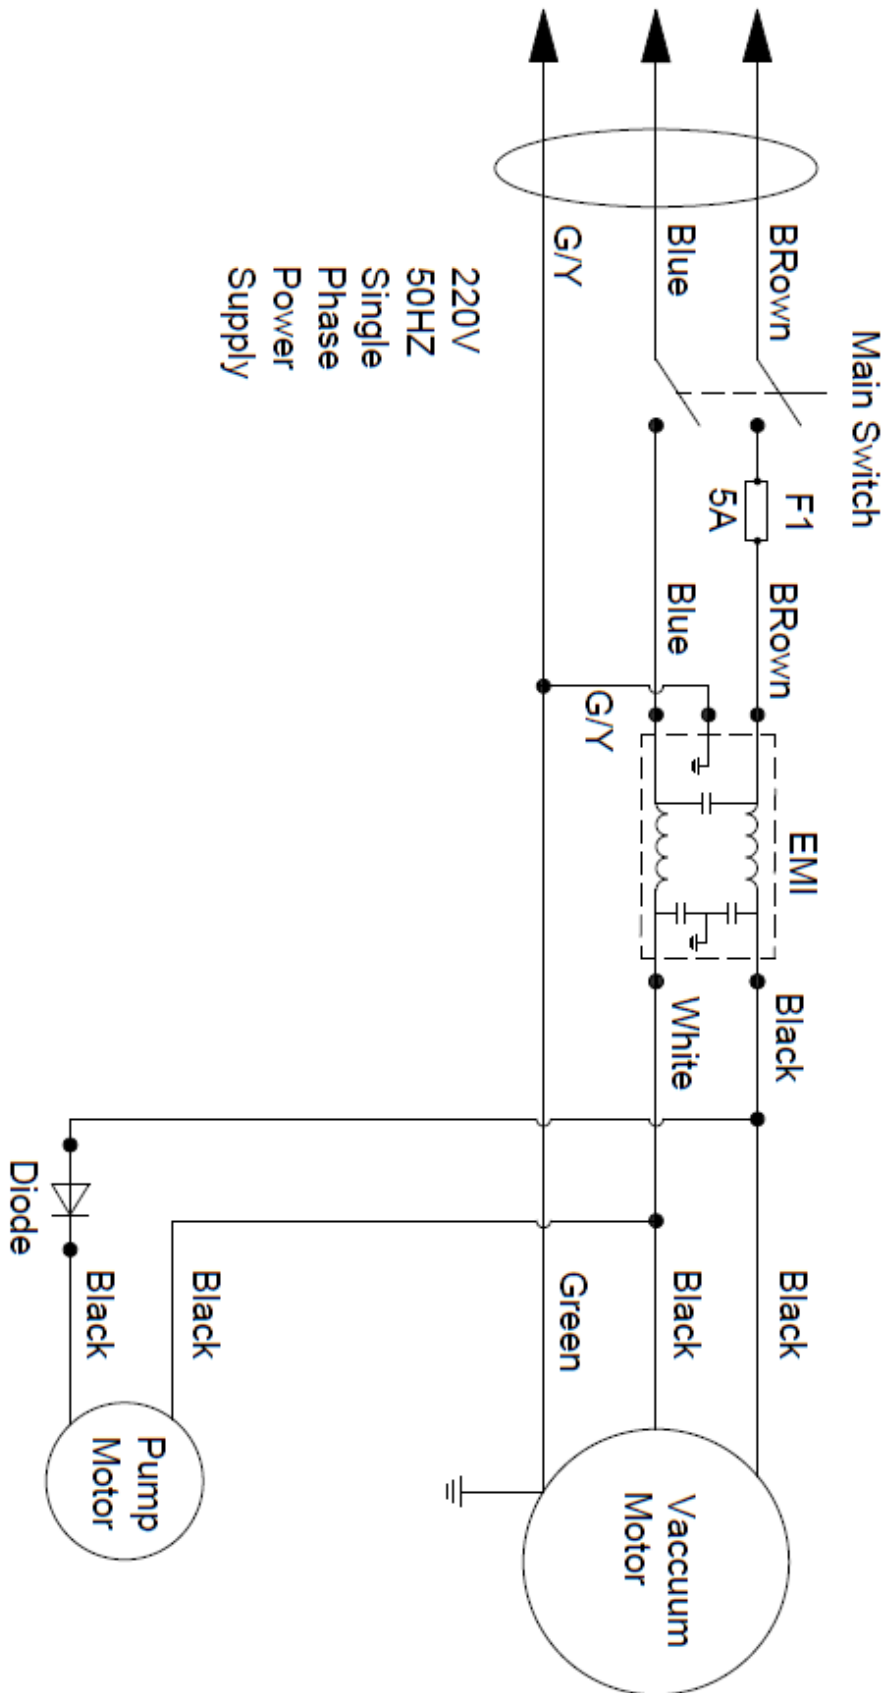 Main Switch
BRown
F1
5A
BRown
EMI
Black
Black
Blue
Blue
White
Black
G/Y
G/Y
Green
220V
50HZ
Single
Phase
Power
Supply
Vaccuum
Motor
Black
Diode
Black
Pump
Motor